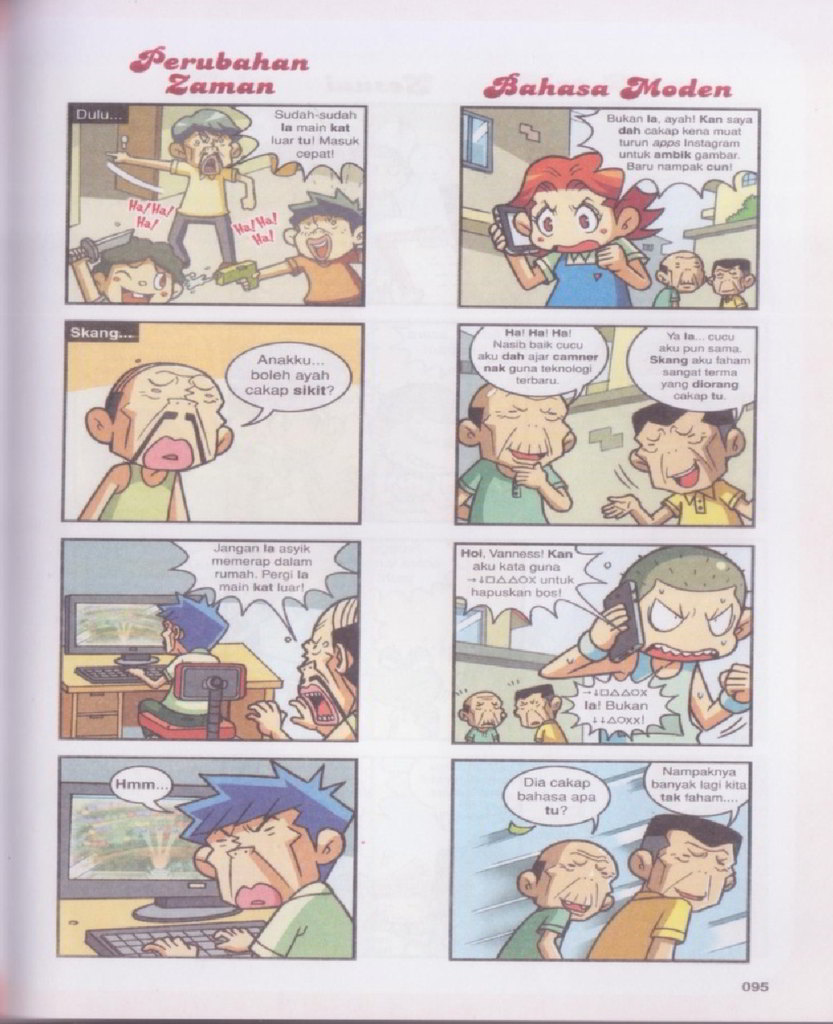 Perubahan
Zaman
Dulu...
Sudah-sudah
la main kat
luar tu! Masuk
cepat!
Ha! Ha!
Ha!
Ha! Ha!
Ha!
Skang...
Anakku...
boleh ayah
cakap sikit?
Jangan la asyik
memerap dalam
rumah. Pergi la
main kat luar!
Hmm...
Bahasa Moden
Bukan la, ayah! Kan saya
dah cakap kena muat
turun apps Instagram
untuk ambik gambar.
Baru nampak cun!
Ha! Ha! Ha!
Nasib baik cucu
aku dah ajar camner
nak guna teknologi
terbaru.
Ya la... cucu
aku pun sama.
Skang aku faham
sangat terma
yang diorang
cakap tu.
Hoi, Vanness! Kan
aku kata guna
→↓□△△OX untuk
hapuskan bos!
→↓□△△OX
la! Bukan
↓↓△OXX!
Dia cakap
bahasa apa
tu?
Nampaknya
banyak lagi kita
tak faham....
095